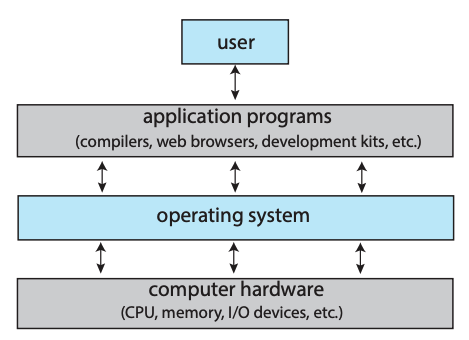 user
application programs
(compilers, web browsers, development kits, etc.)
operating system
computer hardware
(CPU, memory, I/O devices, etc.)